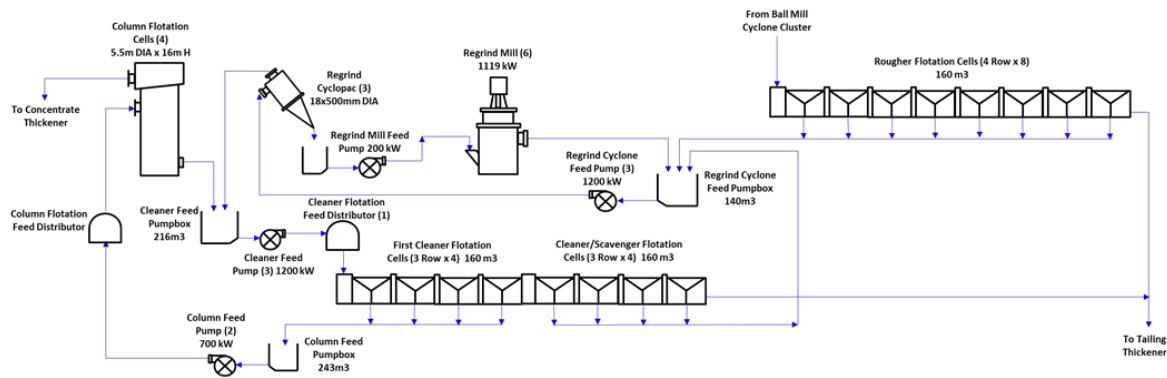 Column Flotation
Cells (4)
5.5m DIA x 16m H
To Concentrate
Thickener
Regrind
Cyclopac (3)
18x500mm DIA
Regrind Mill (6)
1119 kW
From Ball Mill
Cyclone Cluster
Rougher Flotation Cells (4 Row x 8)
160 m3
Regrind Mill Feed
Pump 200 kW
Regrind Cyclone
Feed Pump (3)
1200 kW
Regrind Cyclone
Feed Pumpbox
140m3
Column Flotation
Feed Distributor
Cleaner Feed
Pumpbox
216m3
Cleaner Flotation
Feed Distributor (1)
Cleaner Feed
Pump (3) 1200 kW
First Cleaner Flotation
Cells (3 Row x 4) 160 m3
Cleaner/Scavenger Flotation
Cells (3 Row x 4) 160 m3
Column Feed
Pump (2)
700 kW
Column Feed
Pumpbox
243m3
To Tailing
Thickener